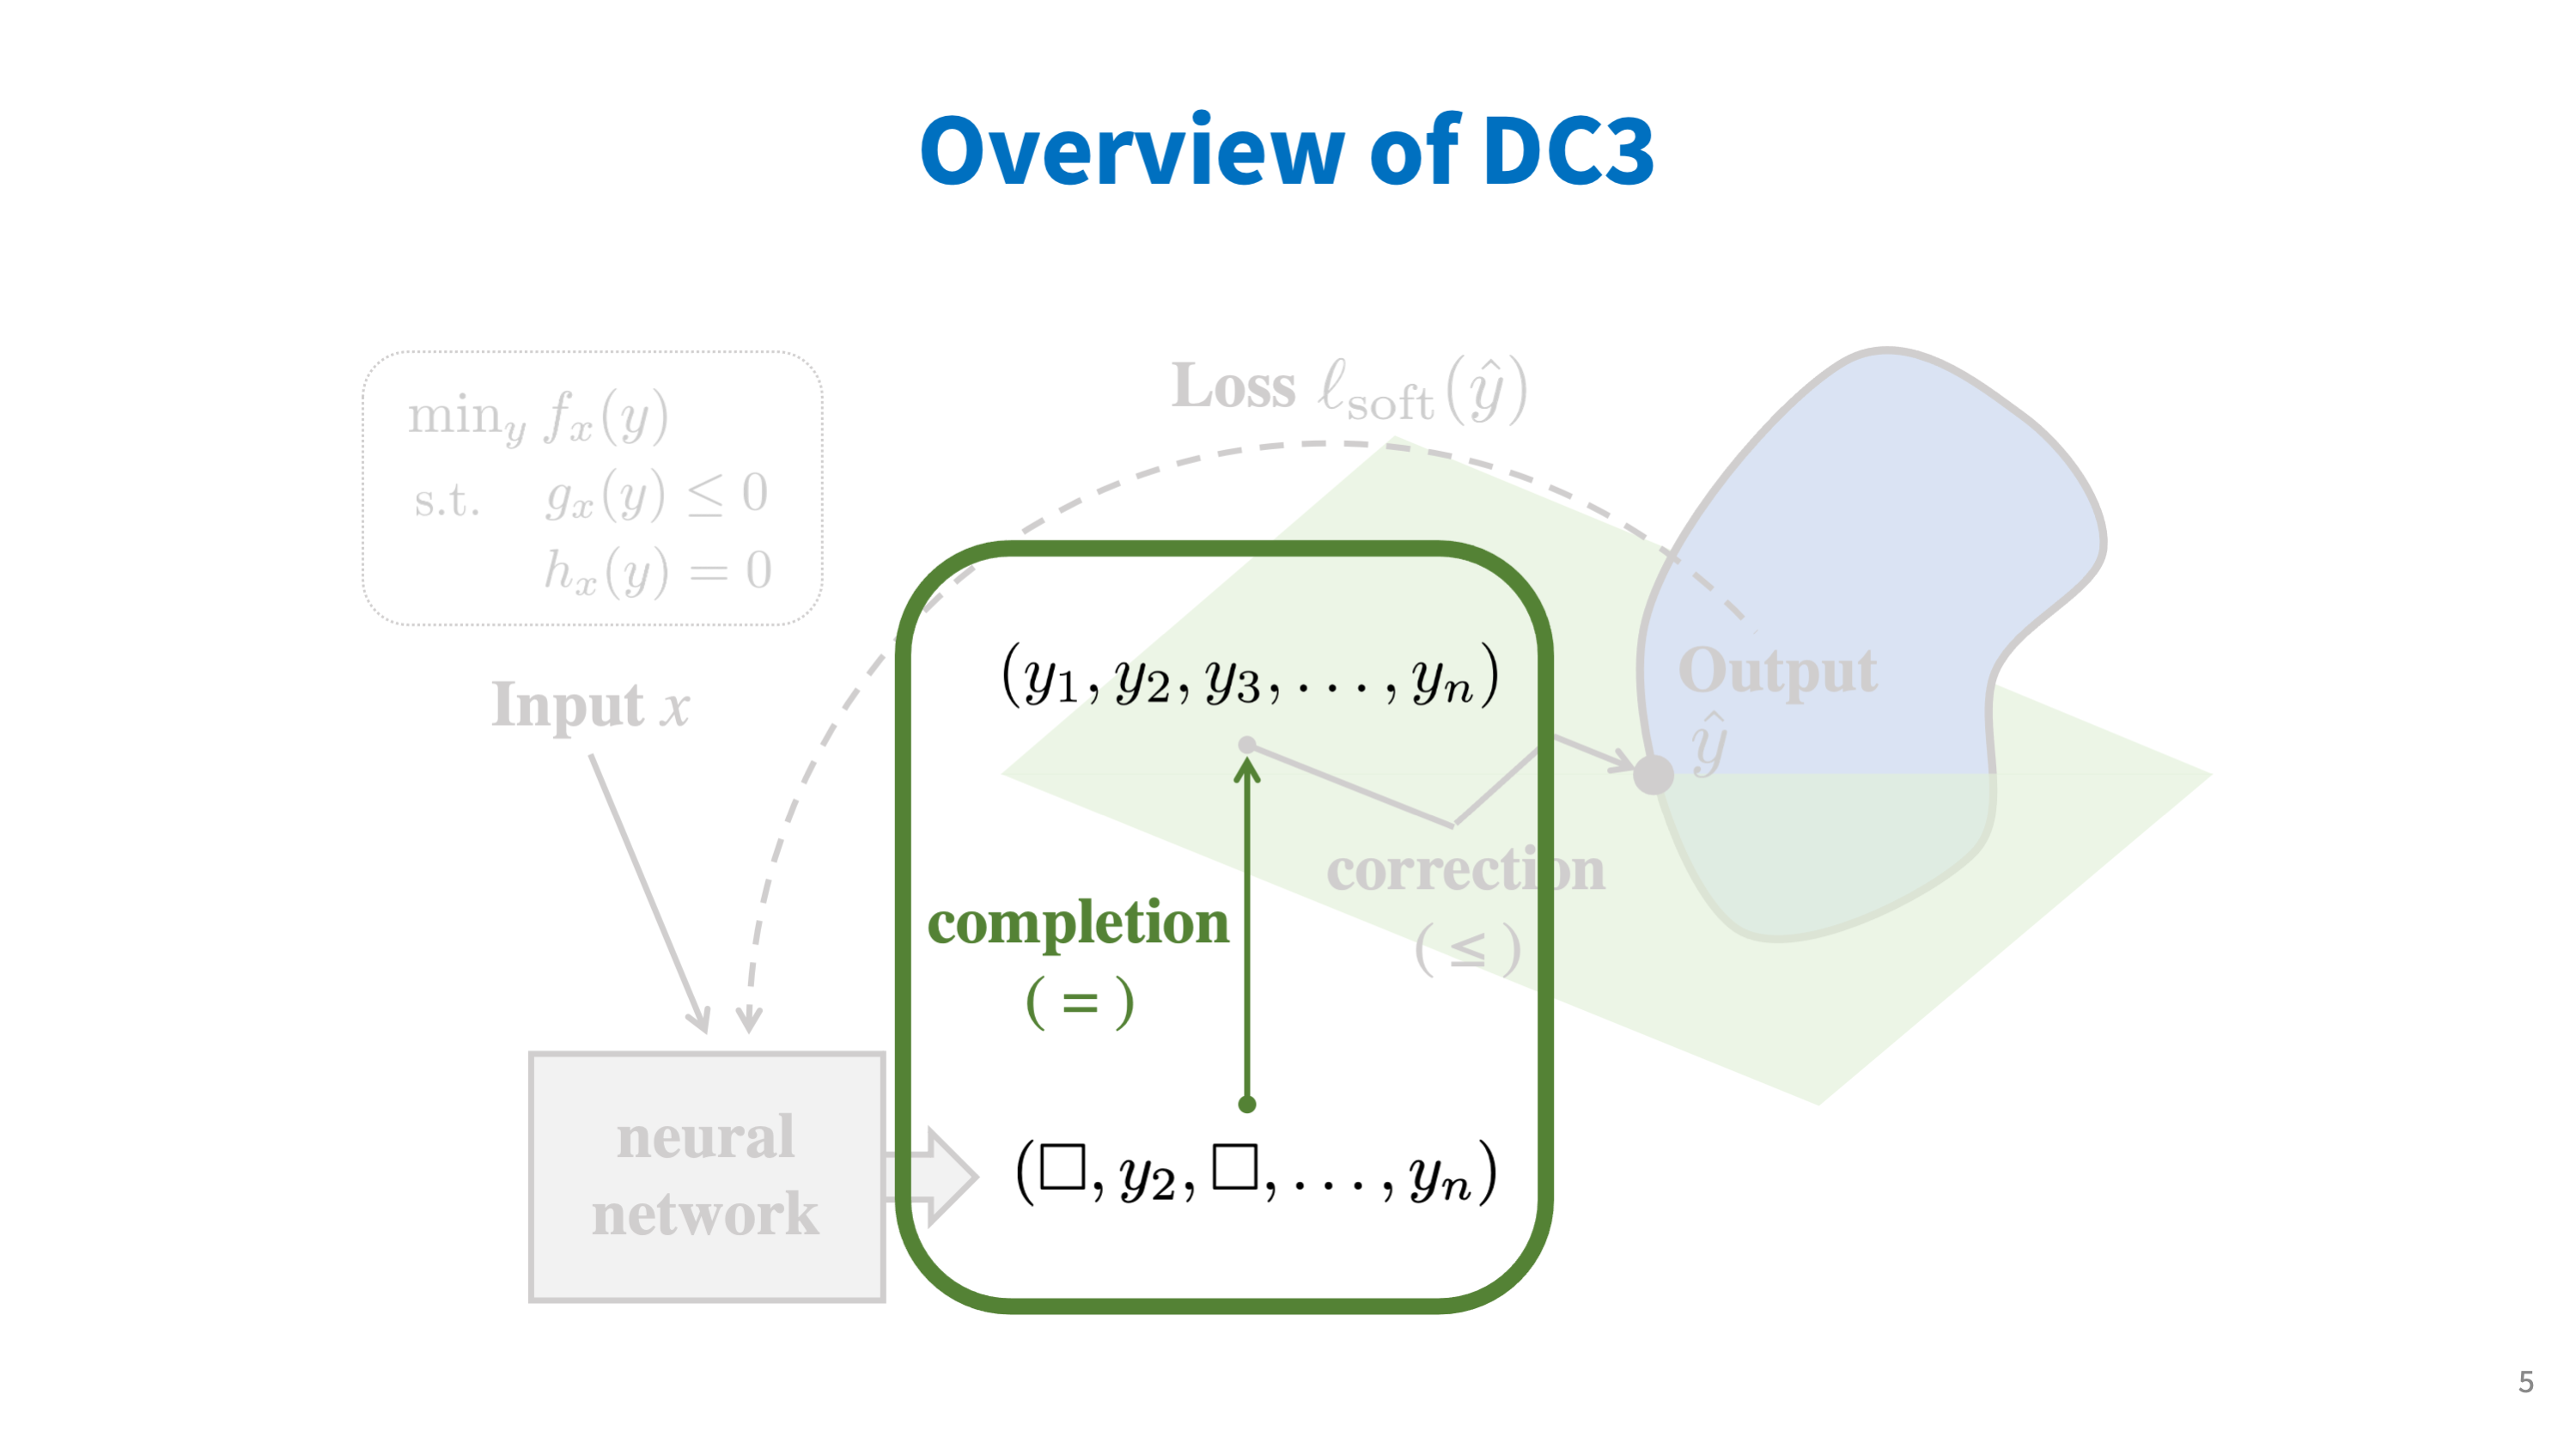 Overview of DC3
min_y f_x(y)
s.t. g_x(y) ≤ 0
h_x(y) = 0
Input x
Loss ℓ_soft(ŷ)
(y_1, y_2, y_3, . . . , y_n)
Output
ŷ
correction
( ≤ )
completion
( = )
neural
network
(□, y_2, □, . . . , y_n)
5